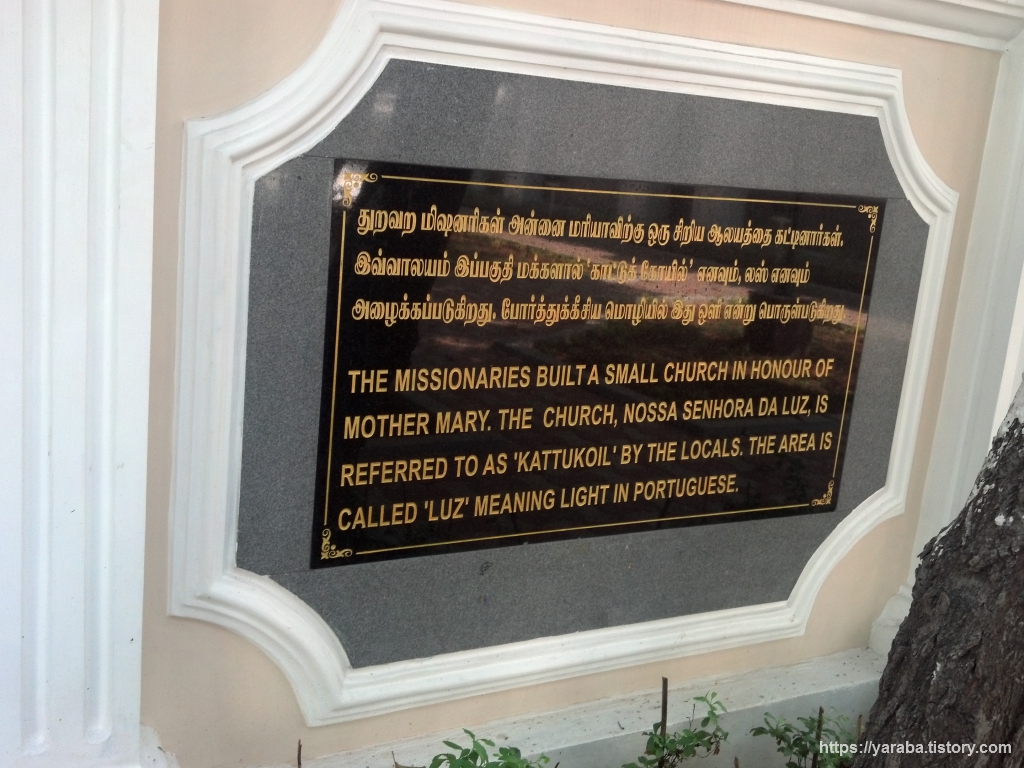 துறவற மிஷனரிகள் அன்னை மரியாவிற்கு ஒரு சிறிய ஆலயத்தை கட்டினார்கள்.
இவ்வாலயம் இப்பகுதி மக்களால் 'காட்டுக் கோயில்' எனவும், லஸ் எனவும்
அழைக்கப்படுகிறது. போர்த்துக்கீசிய மொழியில் இது ஒளி என்று பொருள்படுகிறது
THE MISSIONARIES BUILT A SMALL CHURCH IN HONOUR OF
MOTHER MARY. THE CHURCH, NOSSA SENHORA DA LUZ, IS
REFERRED TO AS 'KATTUKOIL' BY THE LOCALS. THE AREA IS
CALLED 'LUZ' MEANING LIGHT IN PORTUGUESE.
https://yaraba.tistory.com